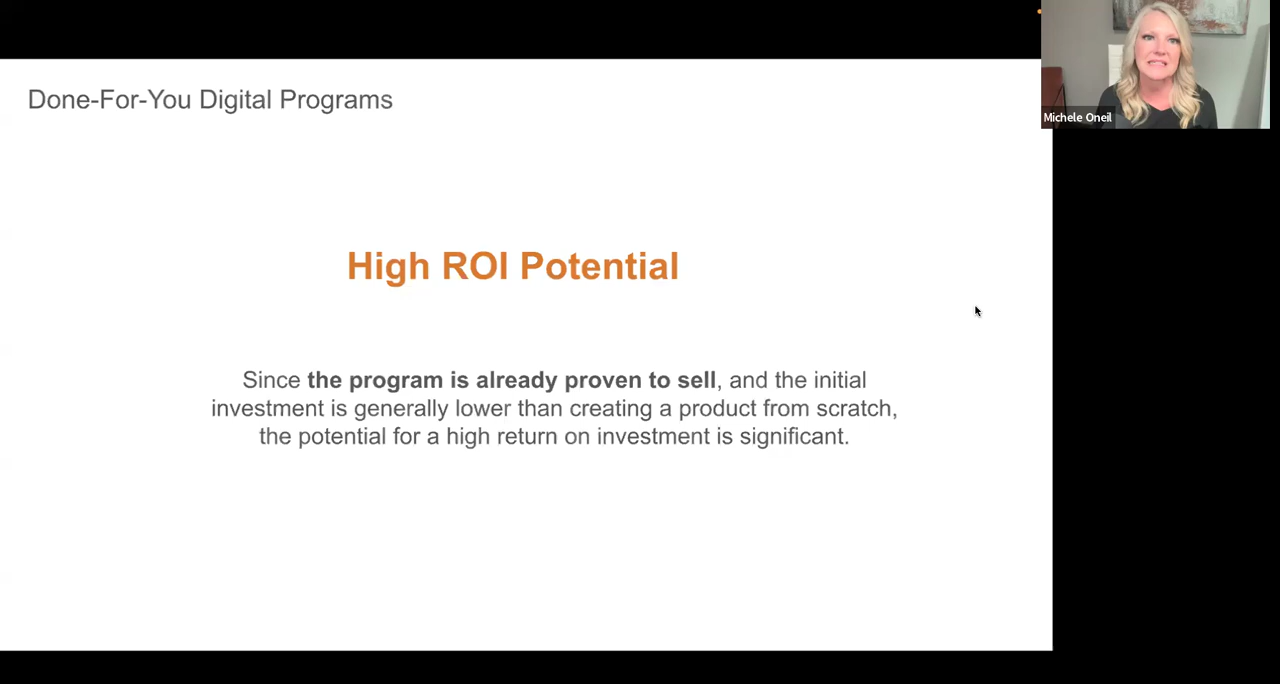 Done-For-You Digital Programs
Michele Oneil
High ROI Potential
Since the program is already proven to sell, and the initial
investment is generally lower than creating a product from scratch,
the potential for a high return on investment is significant.